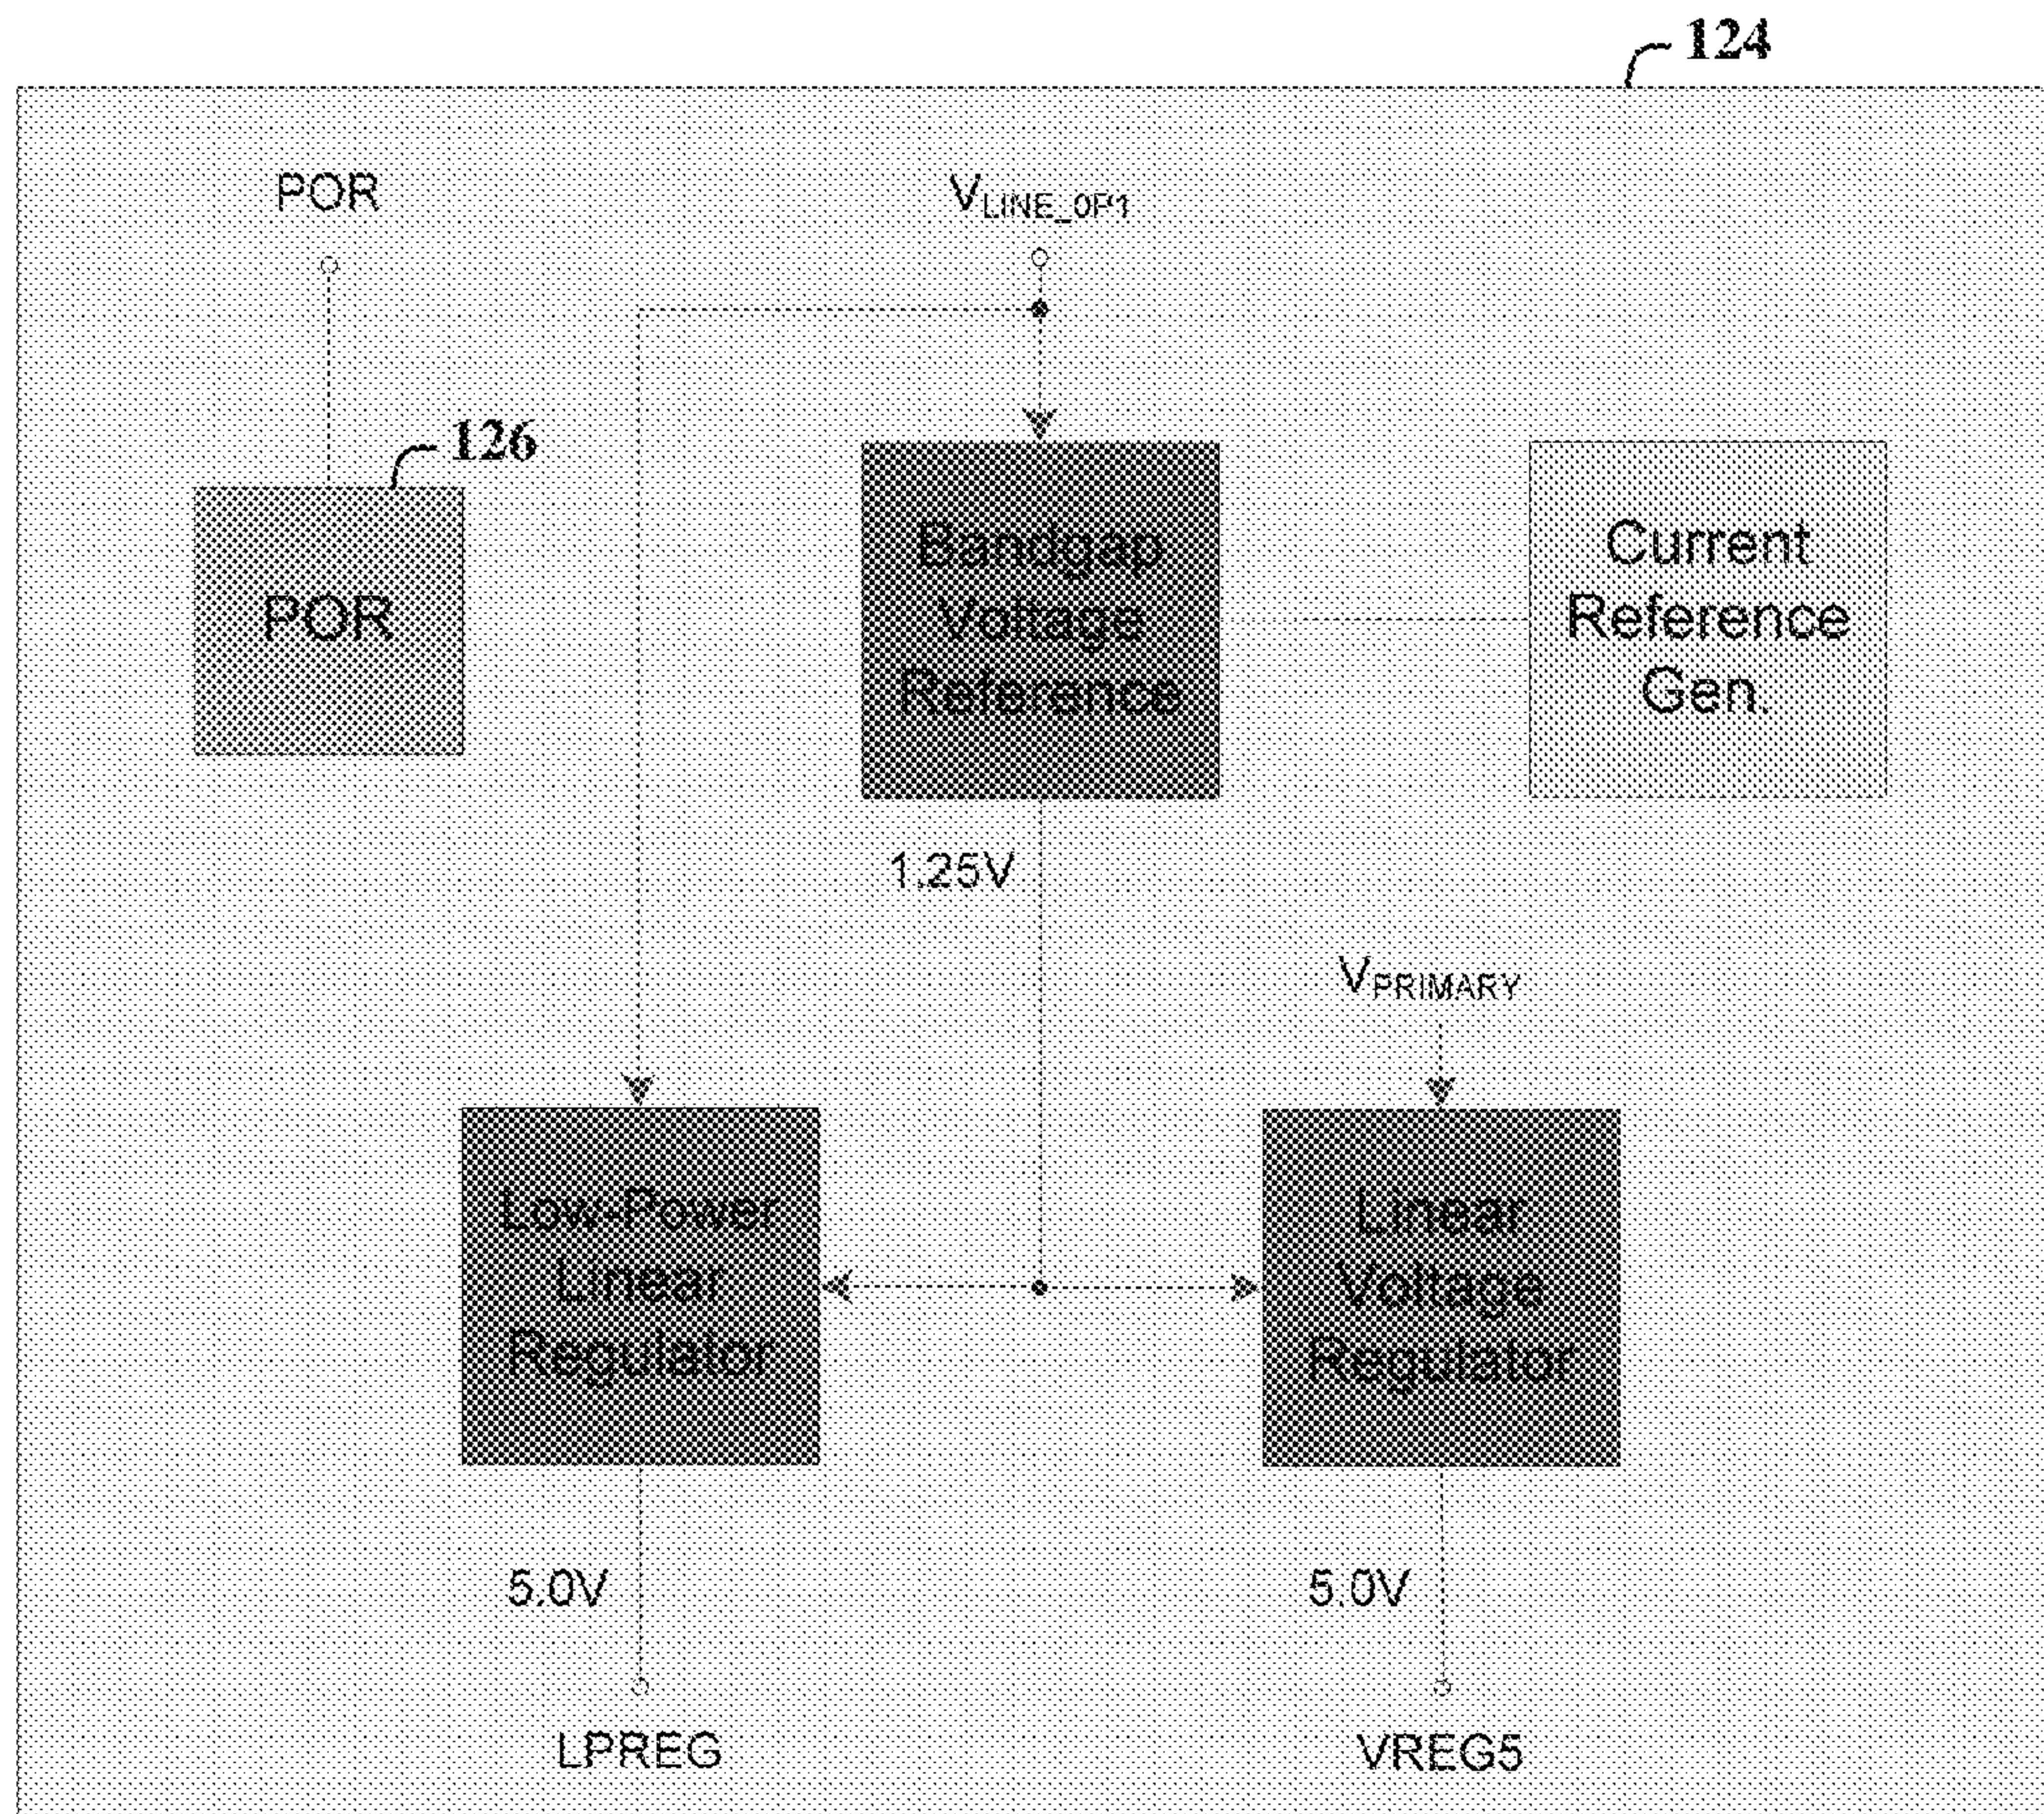 124
POR
VLINE_0P1
126
POR
Bandgap
Voltage
Reference
Current
Reference
Gen.
1.25V
VPRIMARY
Low-Power
Linear
Regulator
Linear
Voltage
Regulator
5.0V
5.0V
LPREG
VREG5